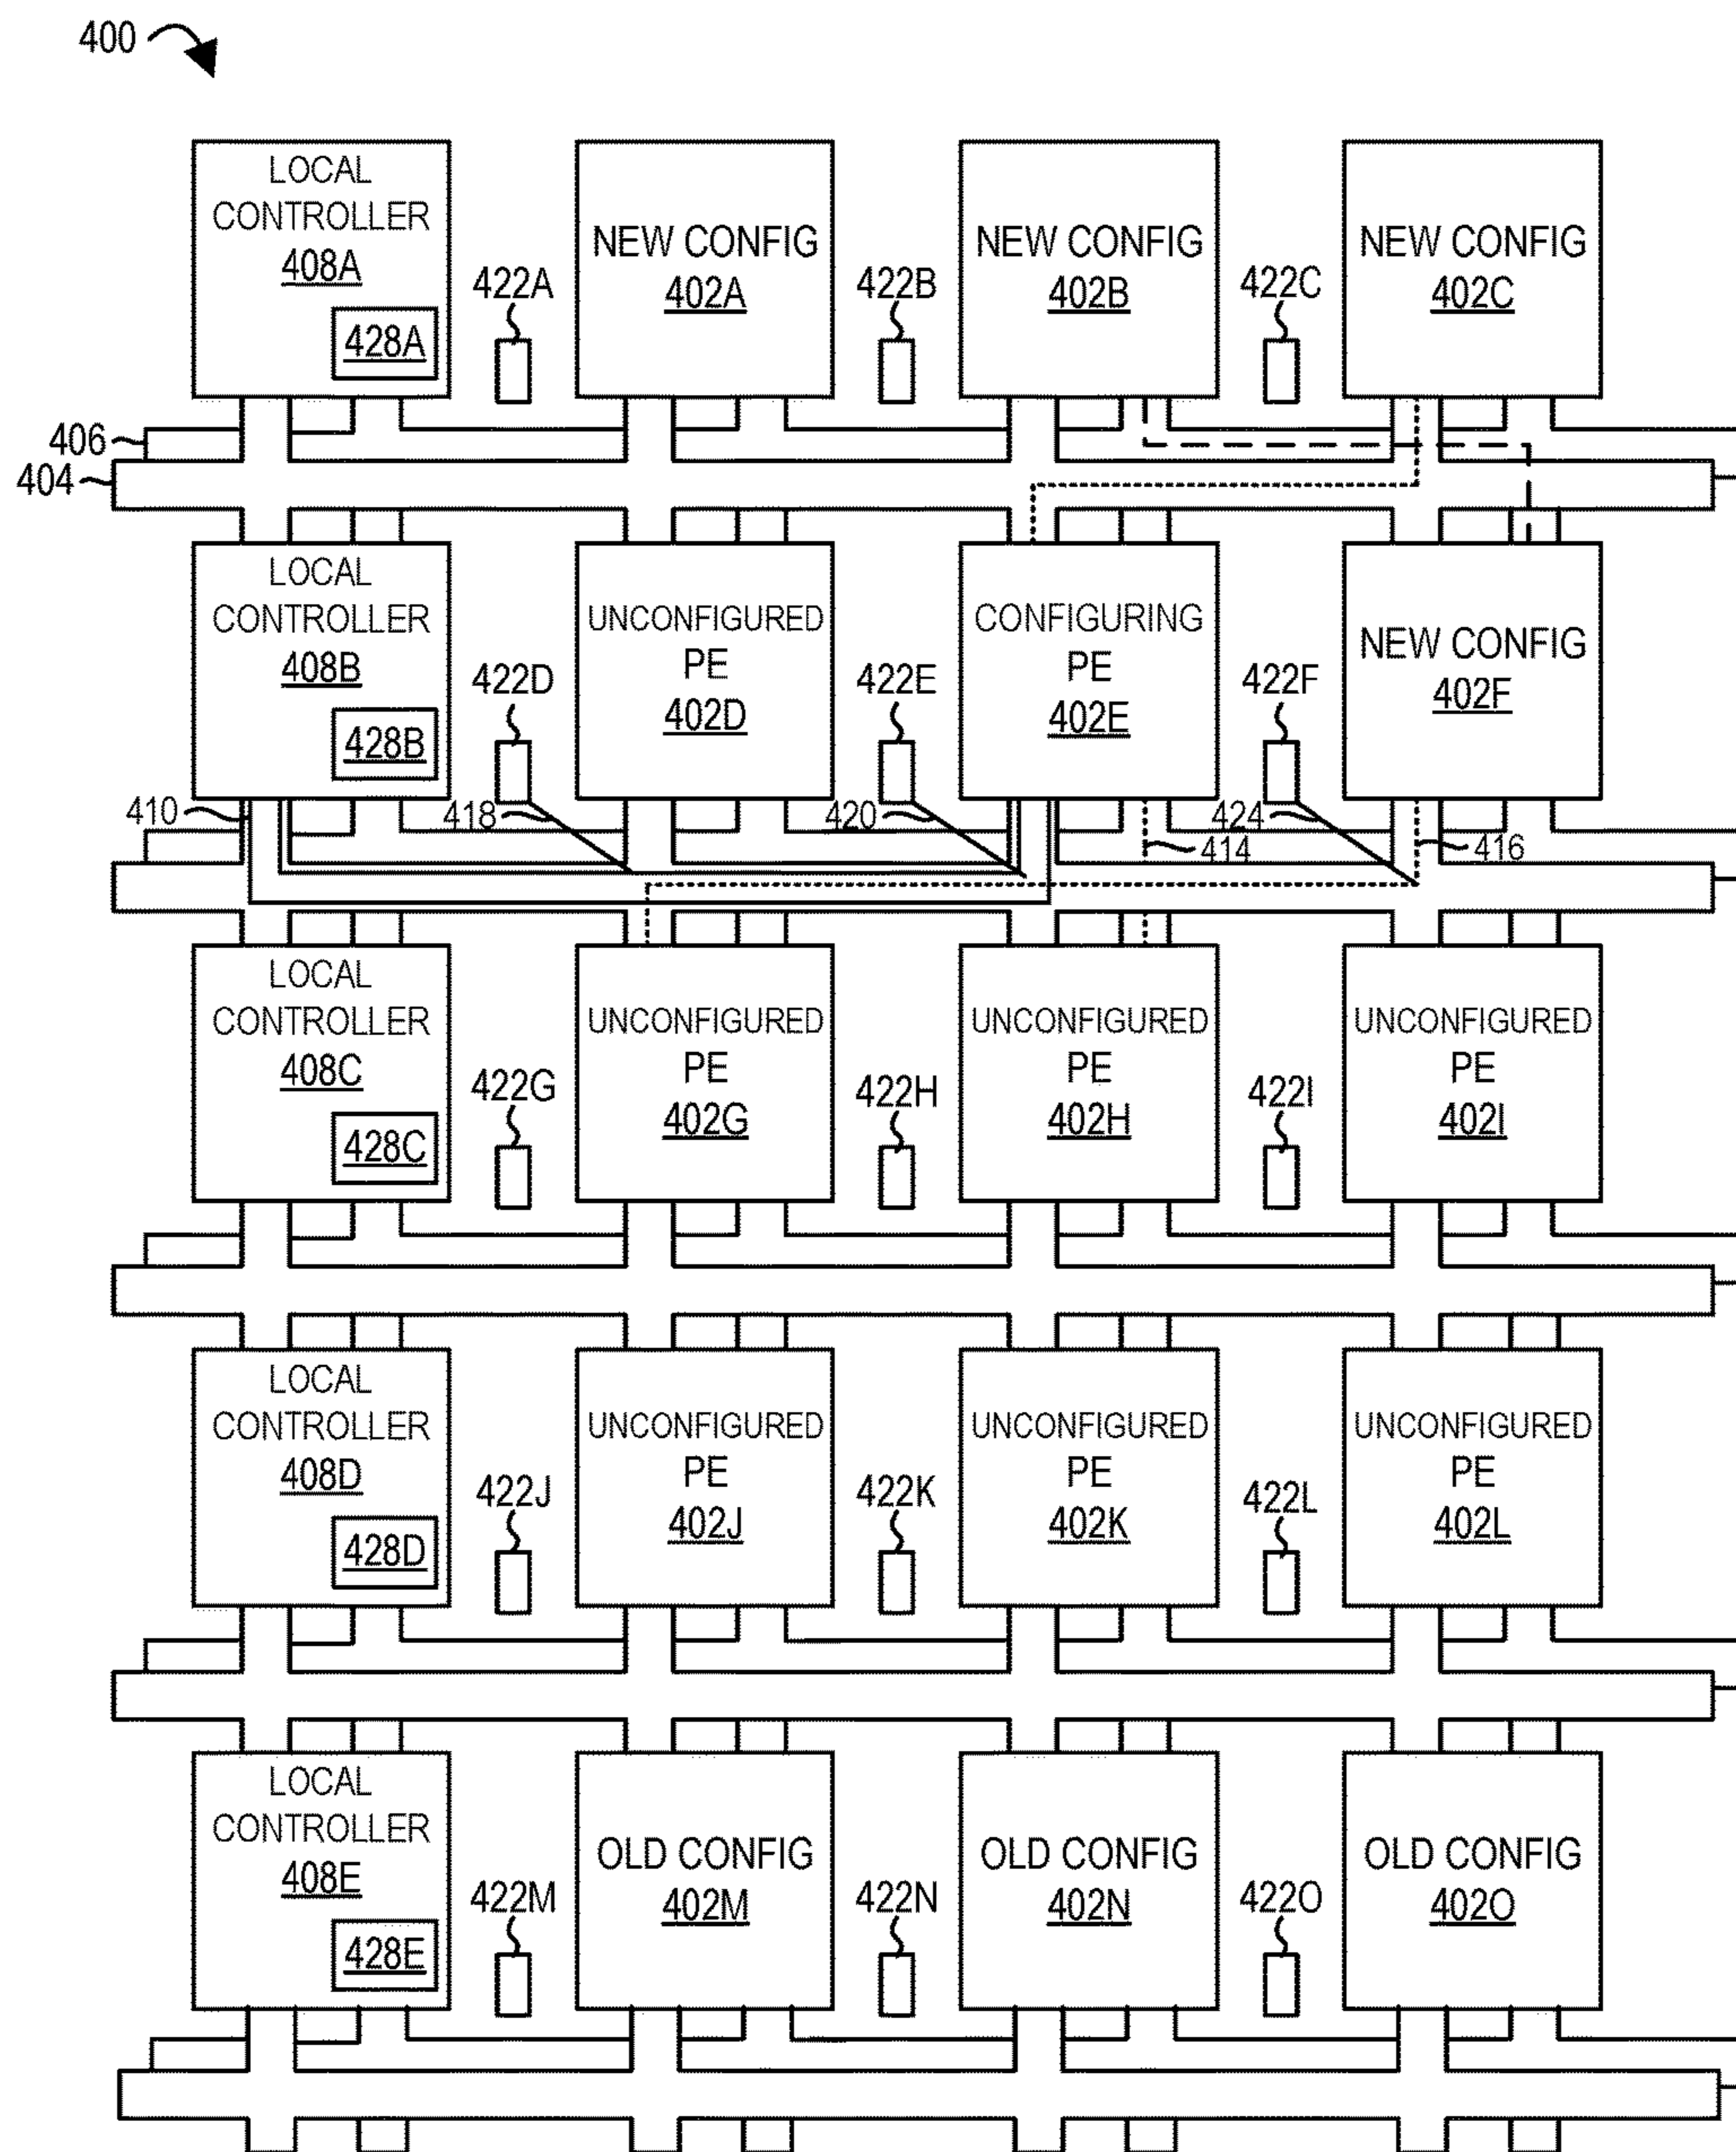 400
LOCAL
CONTROLLER
408A
428A
422A
NEW CONFIG
402A
422B
NEW CONFIG
402B
422C
NEW CONFIG
402C
406
404
LOCAL
CONTROLLER
408B
428B
422D
UNCONFIGURED
PE
402D
422E
CONFIGURING
PE
402E
422F
NEW CONFIG
402F
410
418
420
414
424
416
LOCAL
CONTROLLER
408C
428C
422G
UNCONFIGURED
PE
402G
422H
UNCONFIGURED
PE
402H
422I
UNCONFIGURED
PE
402I
LOCAL
CONTROLLER
408D
428D
422J
UNCONFIGURED
PE
402J
422K
UNCONFIGURED
PE
402K
422L
UNCONFIGURED
PE
402L
LOCAL
CONTROLLER
408E
428E
422M
OLD CONFIG
402M
422N
OLD CONFIG
402N
422O
OLD CONFIG
402O